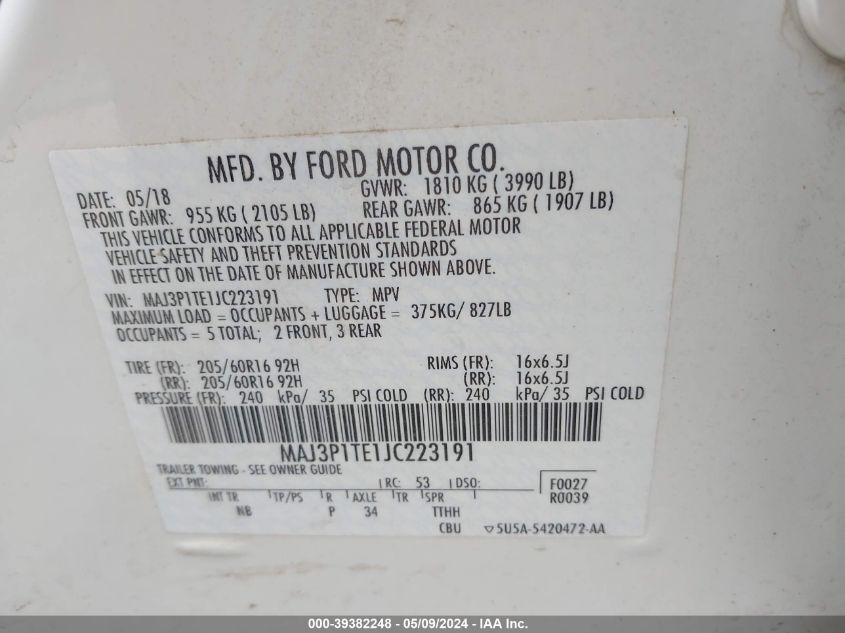 MFD. BY FORD MOTOR CO.
DATE: 05/18 GVWR: 1810 KG ( 3990 LB)
FRONT GAWR: 955 KG ( 2105 LB) REAR GAWR: 865 KG ( 1907 LB)
THIS VEHICLE CONFORMS TO ALL APPLICABLE FEDERAL MOTOR
VEHICLE SAFETY AND THEFT PREVENTION STANDARDS
IN EFFECT ON THE DATE OF MANUFACTURE SHOWN ABOVE.
VIN: MAJ3P1TE1JC223191 TYPE: MPV
MAXIMUM LOAD = OCCUPANTS + LUGGAGE = 375KG/ 827LB
OCCUPANTS = 5 TOTAL; 2 FRONT, 3 REAR
TIRE (FR): 205/60R16 92H RIMS (FR): 16x6.5J
(RR): 205/60R16 92H (RR): 16x6.5J
PRESSURE (FR): 240 kPa/ 35 PSI COLD (RR): 240 kPa/ 35 PSI COLD
MAJ3P1TE1JC223191
TRAILER TOWING - SEE OWNER GUIDE
EXT PNT: RC: 53 DSO: F0027
INT TR TP/PS R AXLE TR SPR R0039
NB P 34 TTHH
CBU 5U5A-5420472-AA
000-39382248 - 05/09/2024 - IAA Inc.